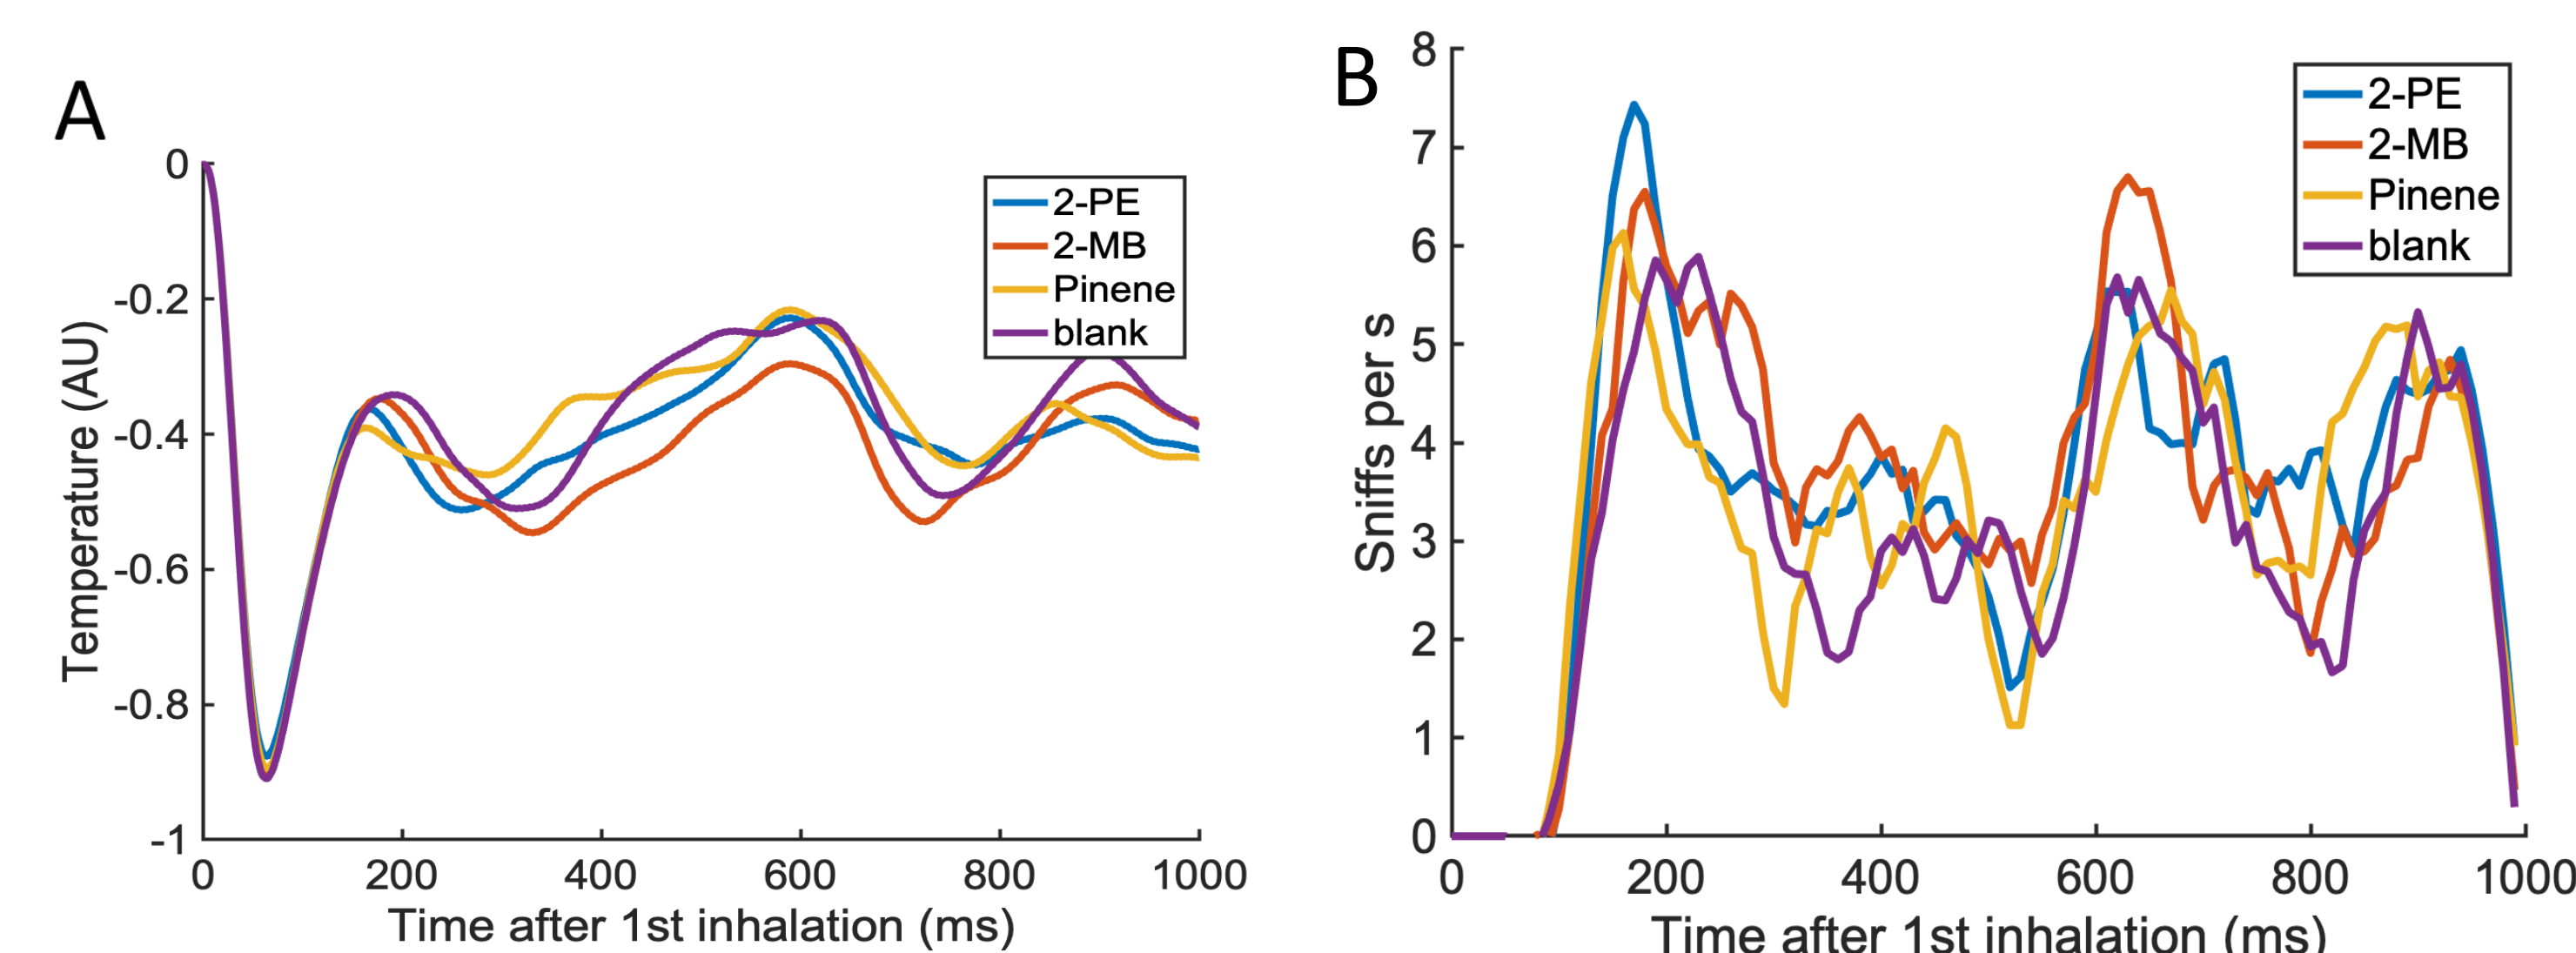 A
0
-0.2
-0.4
-0.6
-0.8
-1
Temperature (AU)
0 200 400 600 800 1000
Time after 1st inhalation (ms)
2-PE
2-MB
Pinene
blank
B
8
7
6
5
4
3
2
1
0
Sniffs per s
0 200 400 600 800 1000
Time after 1st inhalation (ms)
2-PE
2-MB
Pinene
blank